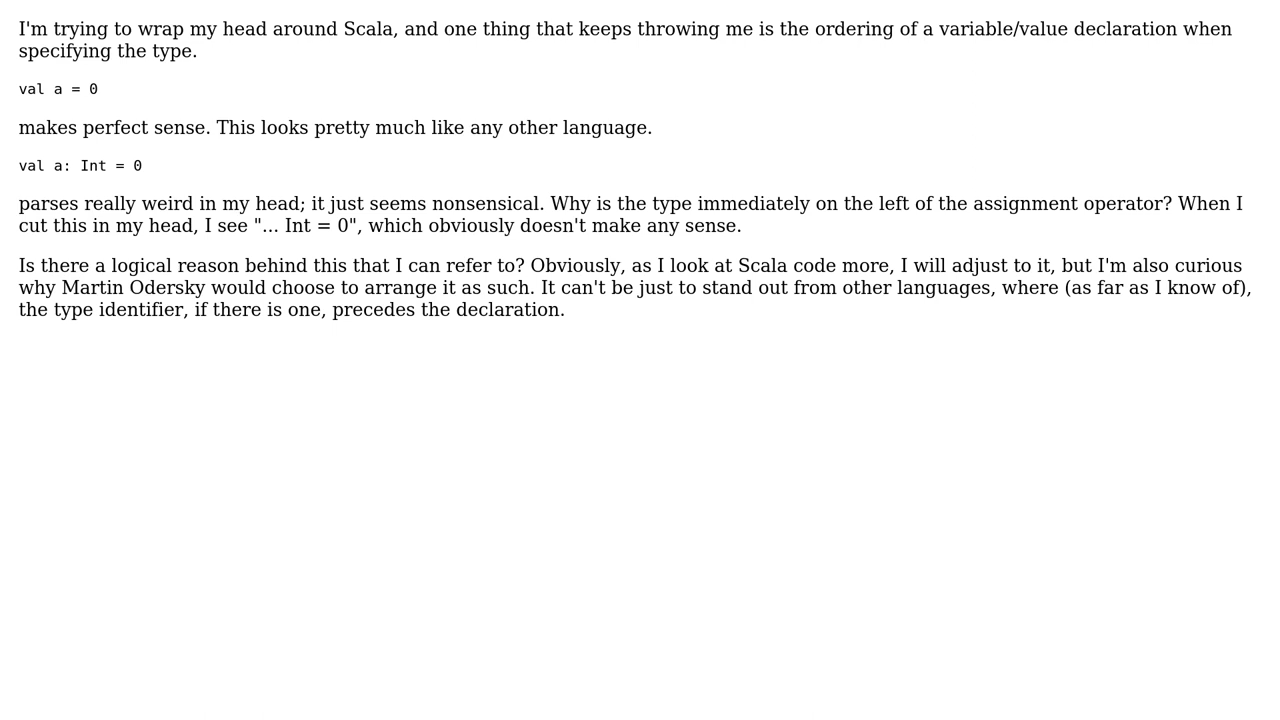 I'm trying to wrap my head around Scala, and one thing that keeps throwing me is the ordering of a variable/value declaration when
specifying the type.
val a = 0
makes perfect sense. This looks pretty much like any other language.
val a: Int = 0
parses really weird in my head; it just seems nonsensical. Why is the type immediately on the left of the assignment operator? When I
cut this in my head, I see "... Int = 0", which obviously doesn't make any sense.
Is there a logical reason behind this that I can refer to? Obviously, as I look at Scala code more, I will adjust to it, but I'm also curious
why Martin Odersky would choose to arrange it as such. It can't be just to stand out from other languages, where (as far as I know of),
the type identifier, if there is one, precedes the declaration.